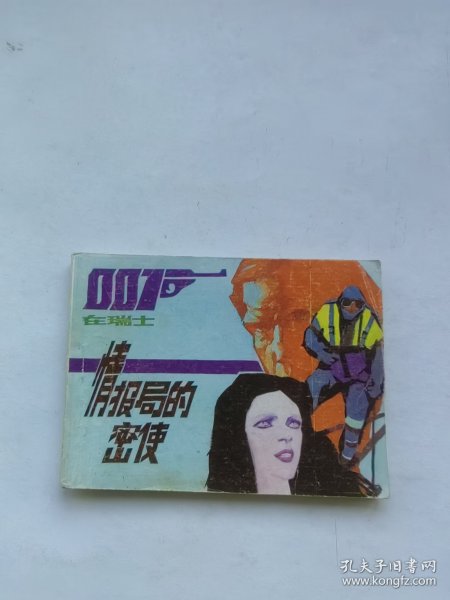 007
在瑞士
情报局的
密使
孔夫子旧书网
www.kongfz.com